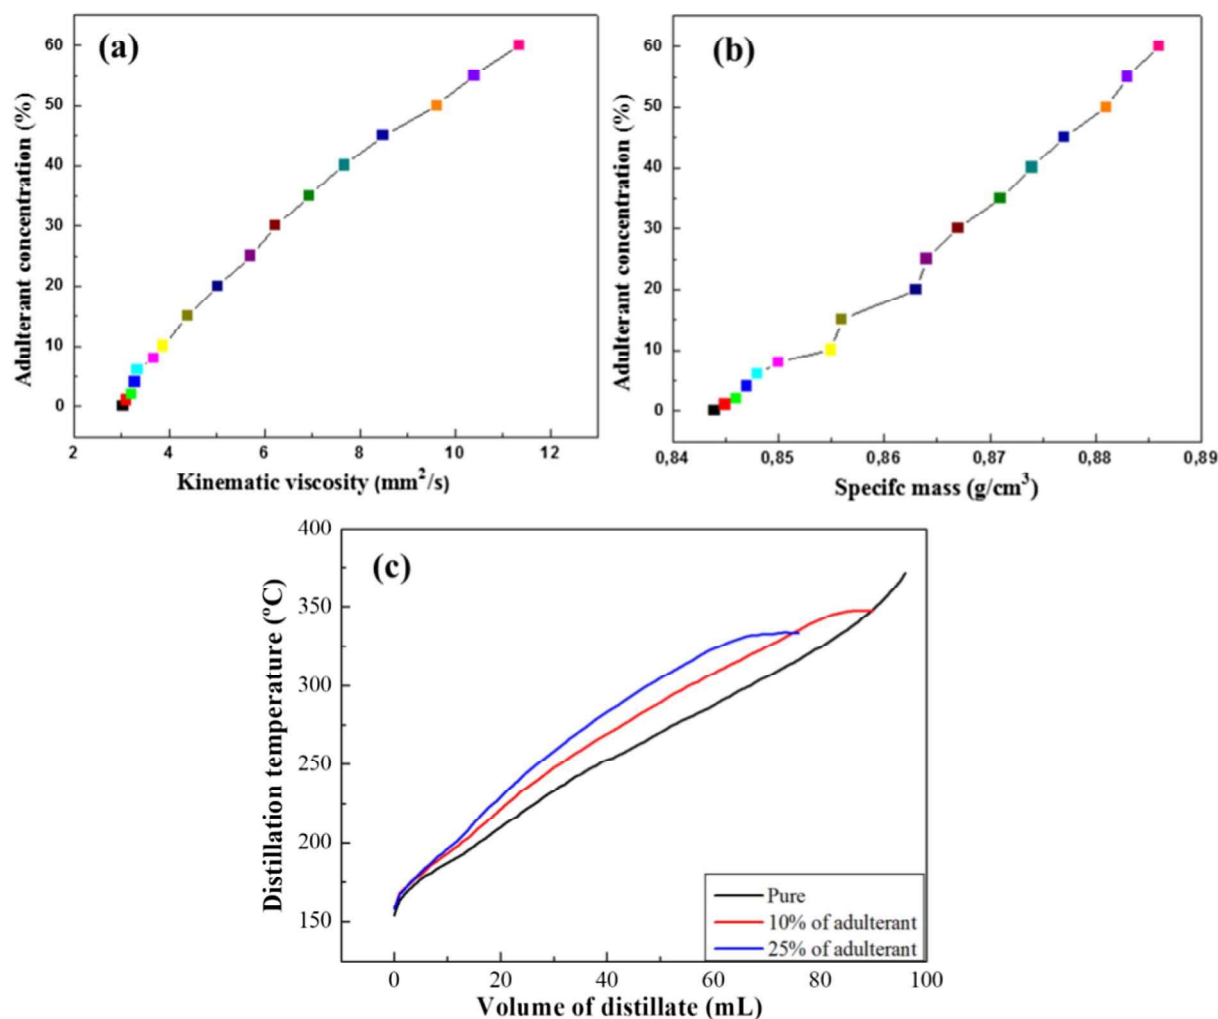 (a)
Adulterant concentration (%)
60
50
40
30
20
10
0
2 4 6 8 10 12
Kinematic viscosity (mm²/s)
(b)
Adulterant concentration (%)
60
50
40
30
20
10
0
0,84 0,85 0,86 0,87 0,88 0,89
Specifc mass (g/cm³)
(c)
Distillation temperature (°C)
400
350
300
250
200
150
Pure
10% of adulterant
25% of adulterant
0 20 40 60 80 100
Volume of distillate (mL)